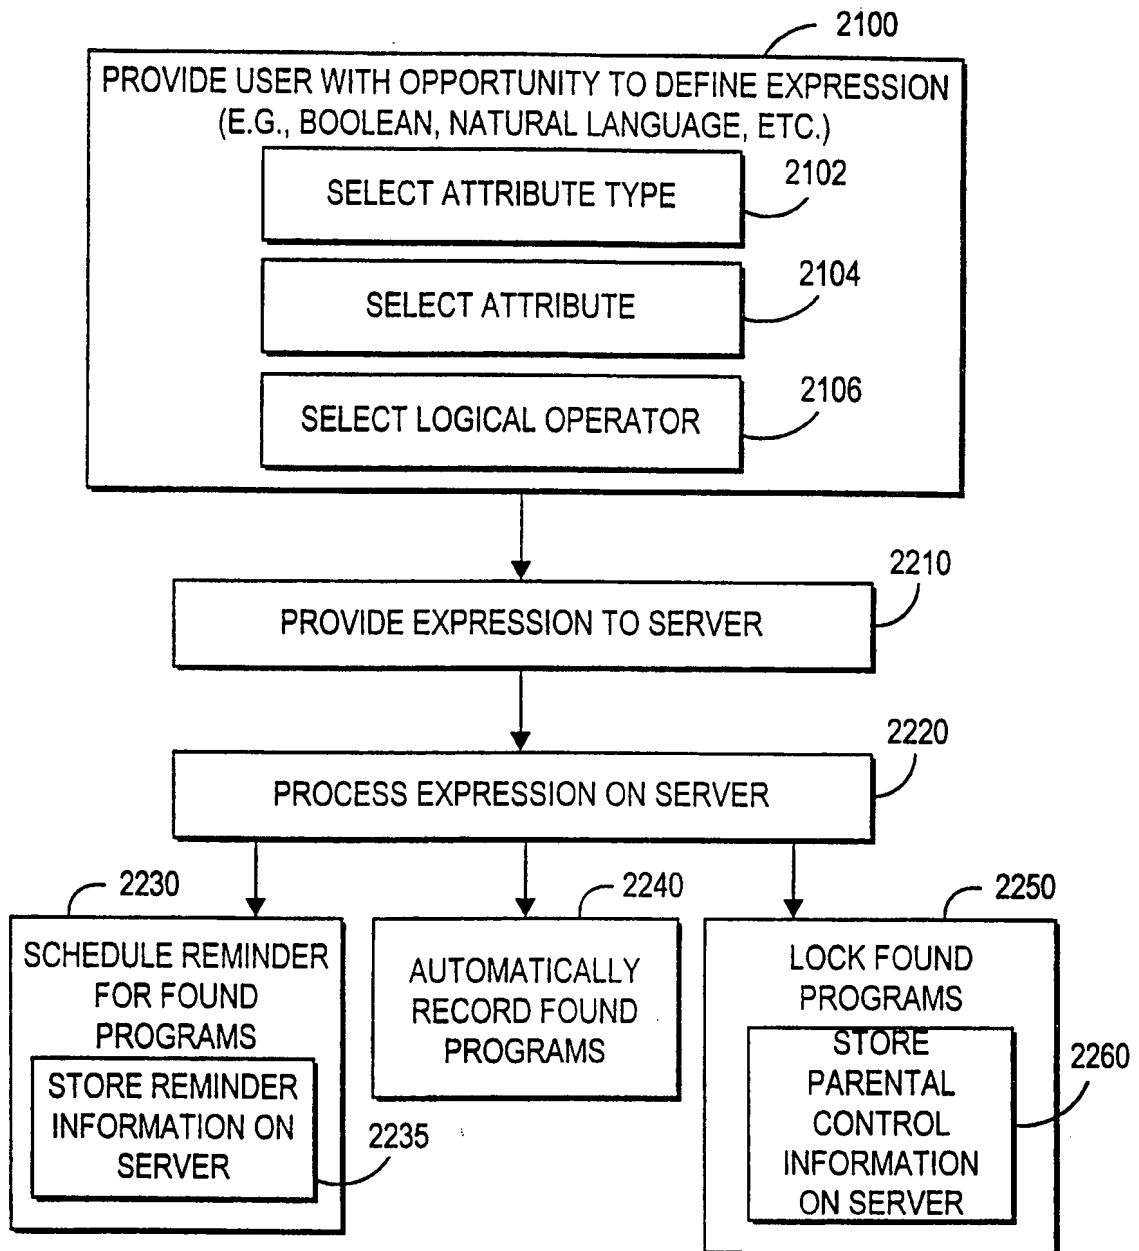 2100
PROVIDE USER WITH OPPORTUNITY TO DEFINE EXPRESSION
(E.G., BOOLEAN, NATURAL LANGUAGE, ETC.)
SELECT ATTRIBUTE TYPE
2102
SELECT ATTRIBUTE
2104
SELECT LOGICAL OPERATOR
2106
2210
PROVIDE EXPRESSION TO SERVER
2220
PROCESS EXPRESSION ON SERVER
2230
SCHEDULE REMINDER
FOR FOUND
PROGRAMS
STORE REMINDER
INFORMATION ON
SERVER
2235
2240
AUTOMATICALLY
RECORD FOUND
PROGRAMS
2250
LOCK FOUND
PROGRAMS
STORE
PARENTAL
CONTROL
INFORMATION
ON SERVER
2260